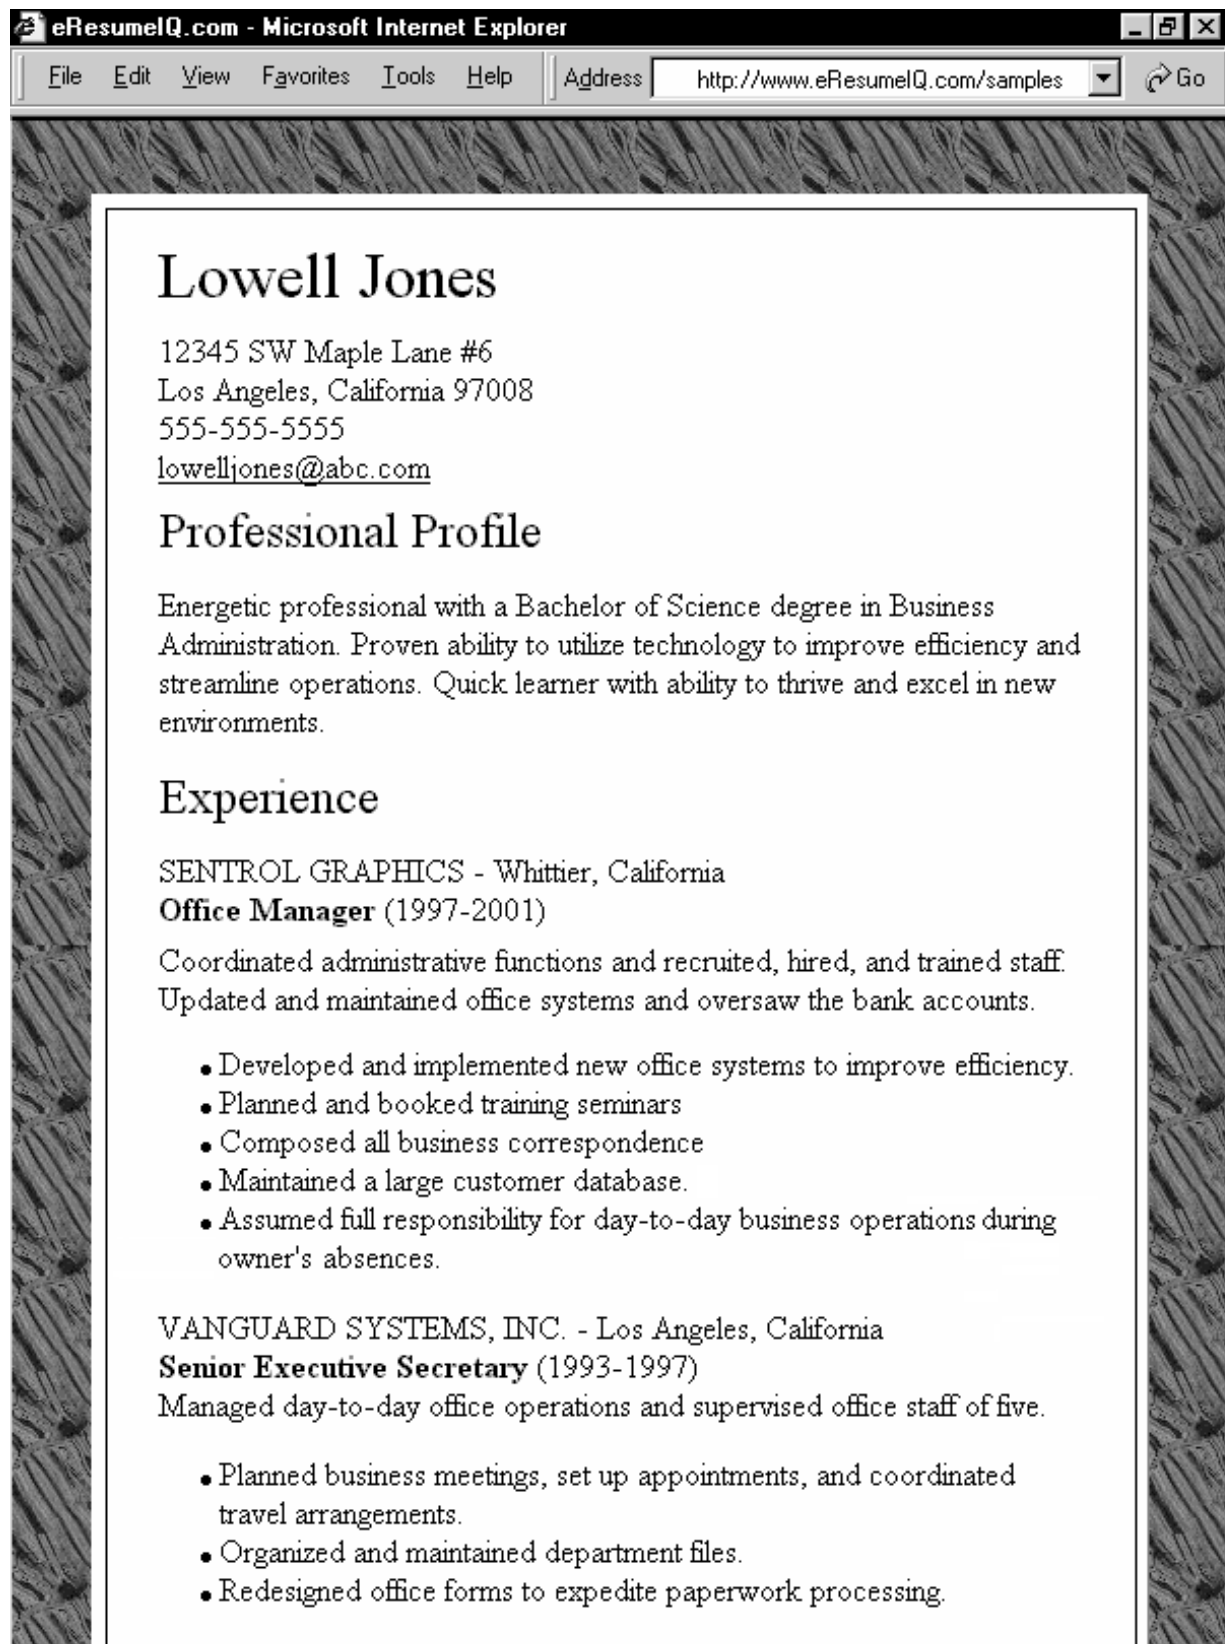 eResumeIQ.com - Microsoft Internet Explorer
File Edit View Favorites Tools Help Address http://www.eResumeIQ.com/samples Go
Lowell Jones
12345 SW Maple Lane #6
Los Angeles, California 97008
555-555-5555
lowelljones@abc.com
Professional Profile
Energetic professional with a Bachelor of Science degree in Business
Administration. Proven ability to utilize technology to improve efficiency and
streamline operations. Quick learner with ability to thrive and excel in new
environments.
Experience
SENTROL GRAPHICS - Whittier, California
Office Manager (1997-2001)
Coordinated administrative functions and recruited, hired, and trained staff.
Updated and maintained office systems and oversaw the bank accounts.
• Developed and implemented new office systems to improve efficiency.
• Planned and booked training seminars
• Composed all business correspondence
• Maintained a large customer database.
• Assumed full responsibility for day-to-day business operations during
owner's absences.
VANGUARD SYSTEMS, INC. - Los Angeles, California
Senior Executive Secretary (1993-1997)
Managed day-to-day office operations and supervised office staff of five.
• Planned business meetings, set up appointments, and coordinated
travel arrangements.
• Organized and maintained department files.
• Redesigned office forms to expedite paperwork processing.